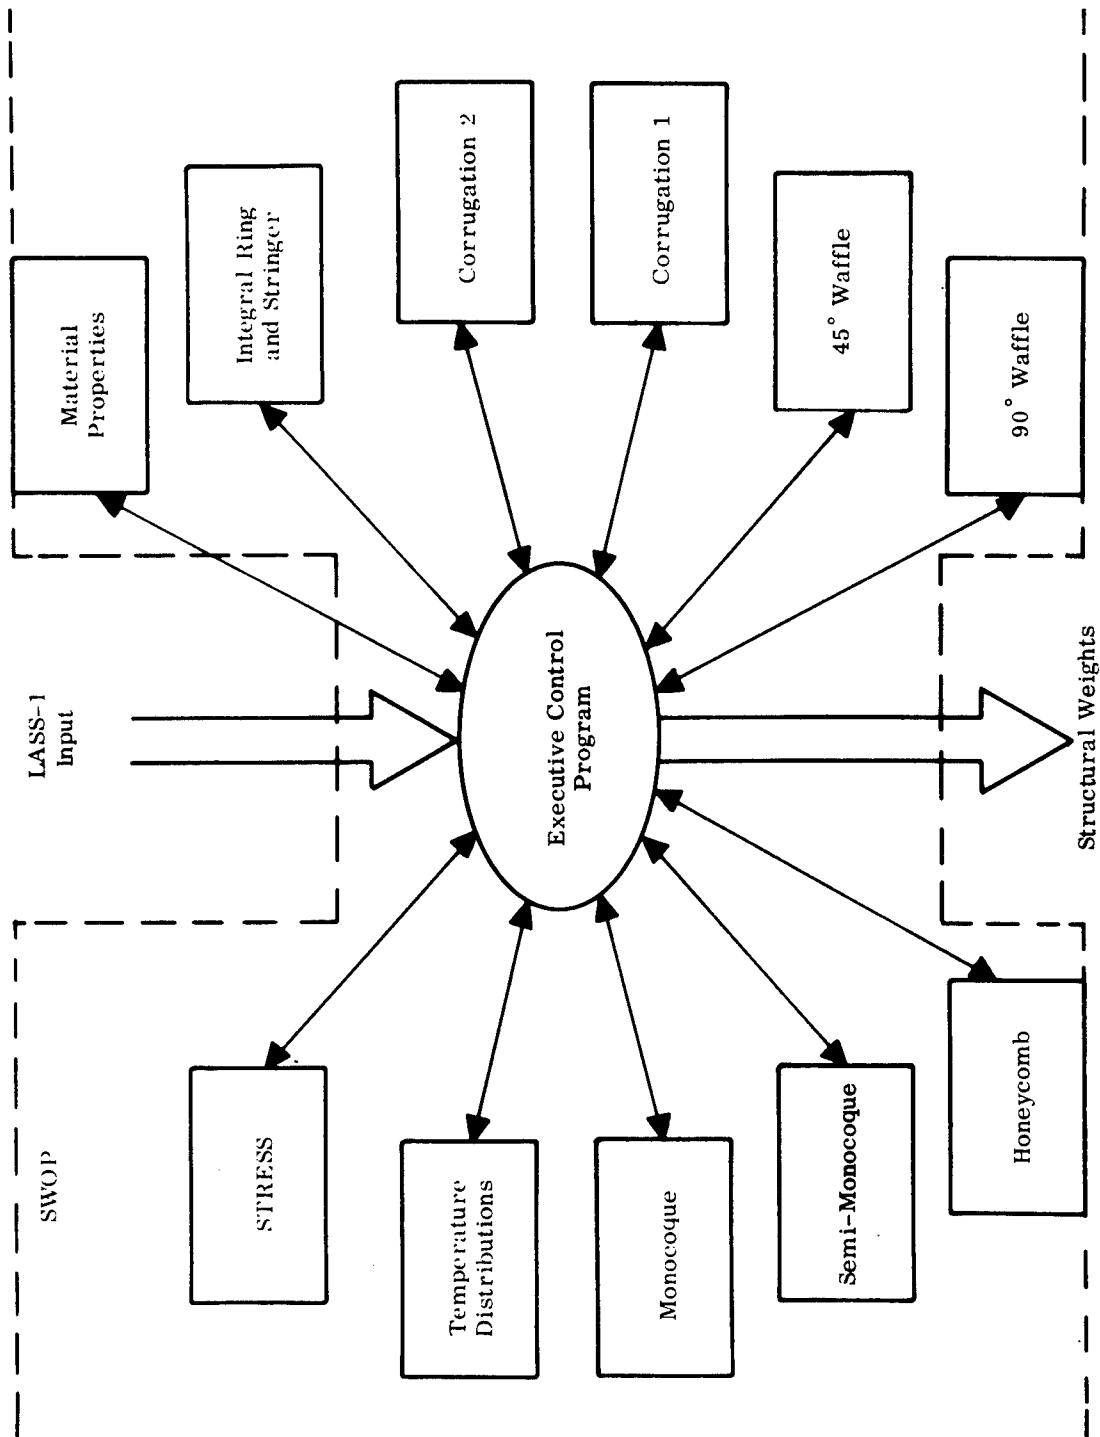 SWOP
LASS-1
Input
Material
Properties
STRESS
Integral Ring
and Stringer
Temperature
Distributions
Executive Control
Program
Corrugation 2
Monocoque
Corrugation 1
Semi-Monocoque
45° Waffle
Honeycomb
90° Waffle
Structural Weights